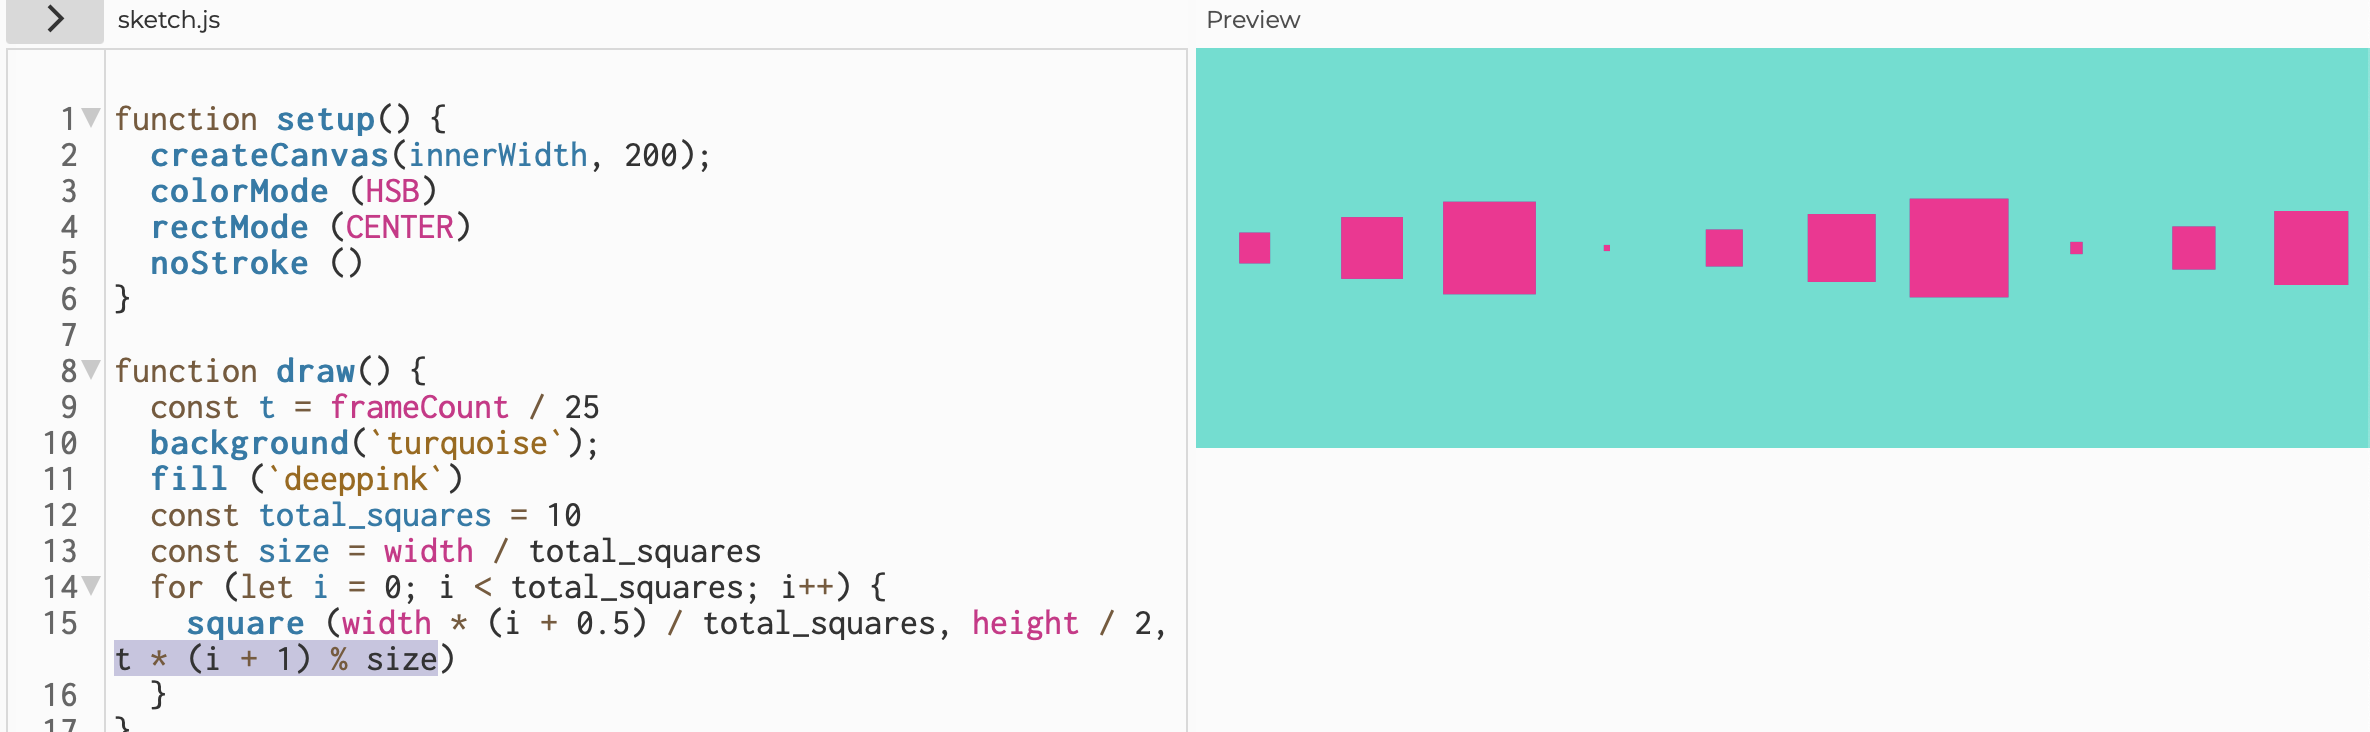 sketch.js
Preview
1 function setup() {
2 createCanvas(innerWidth, 200);
3 colorMode (HSB)
4 rectMode (CENTER)
5 noStroke ()
6 }
7
8 function draw() {
9 const t = frameCount / 25
10 background(`turquoise`);
11 fill (`deeppink`)
12 const total_squares = 10
13 const size = width / total_squares
14 for (let i = 0; i < total_squares; i++) {
15 square (width * (i + 0.5) / total_squares, height / 2,
t * (i + 1) % size)
16 }
17 }